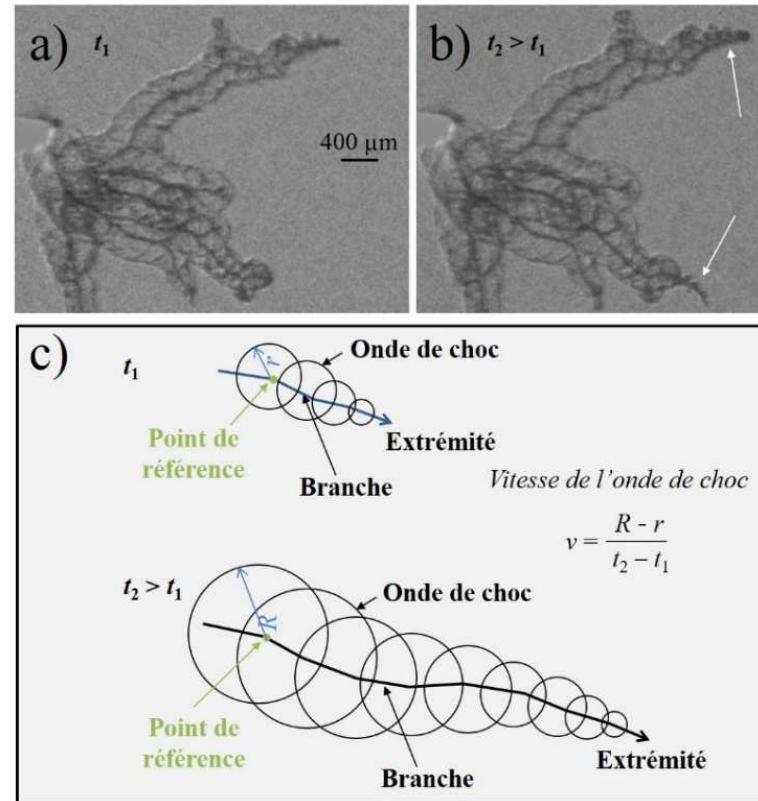 a) t1
400 µm
b) t2 > t1
c)
t1
r
Onde de choc
Point de
référence
Branche
Extrémité
Vitesse de l'onde de choc
v = R - r / t2 – t1
t2 > t1
R
Onde de choc
Point de
référence
Branche
Extrémité